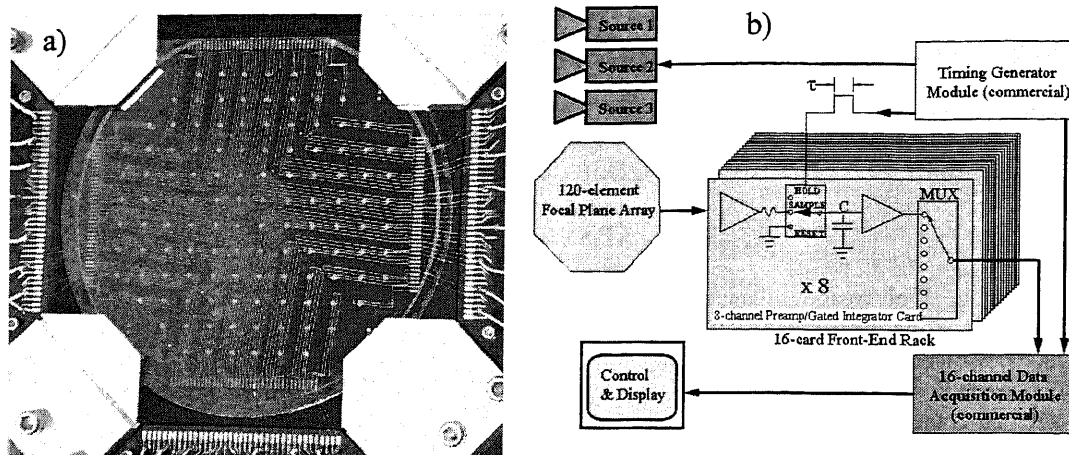 a)
b)
Source 1
Source 2
Source 3
Timing Generator
Module (commercial)
τ
120-element
Focal Plane Array
HOLD
SAMPLE
RESET
C
MUX
x 8
8-channel Preamp/Gated Integrator Card
16-card Front-End Rack
Control
& Display
16-channel Data
Acquisition Module
(commercial)